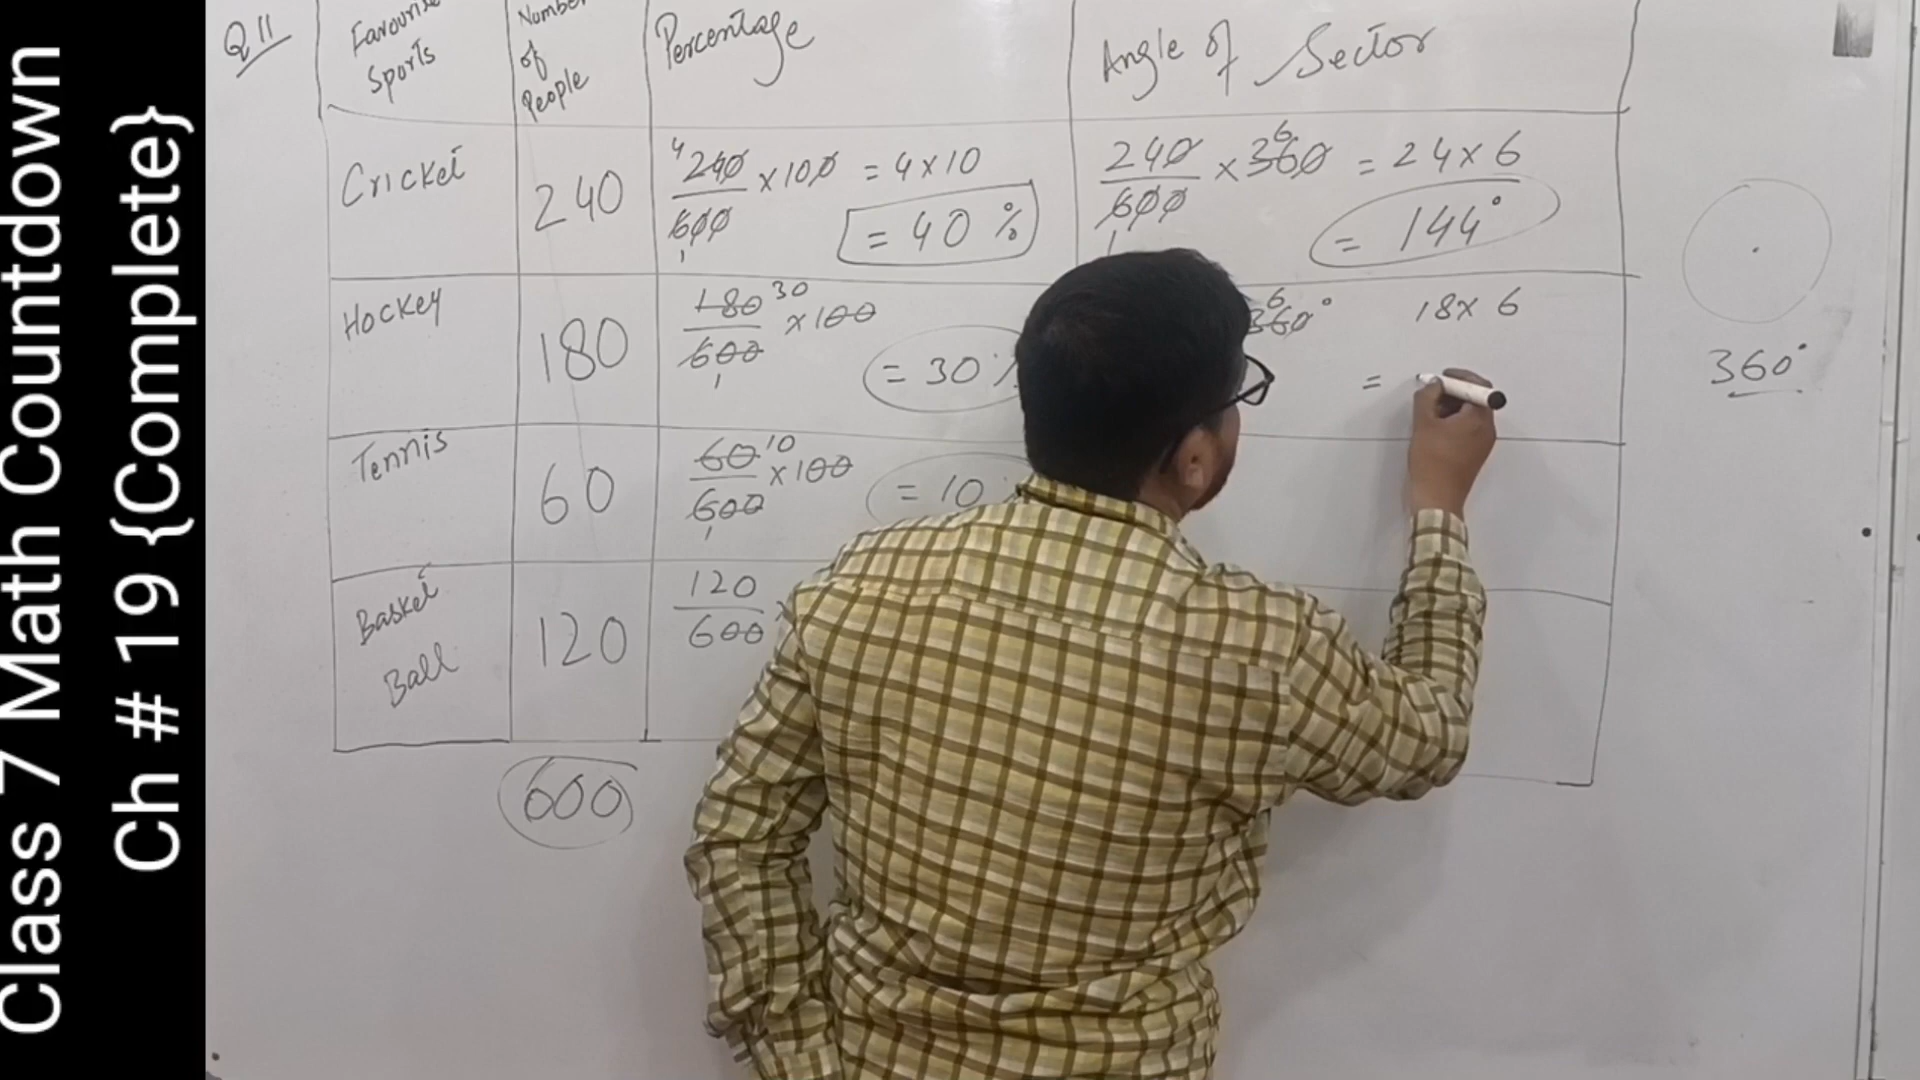 Class 7 Math Countdown
Ch # 19 {Complete}
Q11
Favourite Sports
Number of People
Percentage
Angle of Sector
Cricket
240
4 240/600 1 × 100 = 4 × 10
= 40 %
240/600 1 × 360 6 = 24 × 6
= 144°
Hockey
180
180/600 1 30 × 100
= 30 %
6 360° 18 × 6
=
360°
Tennis
60
60/600 1 10 × 100
= 10
Basket Ball
120
120/600 ×
600